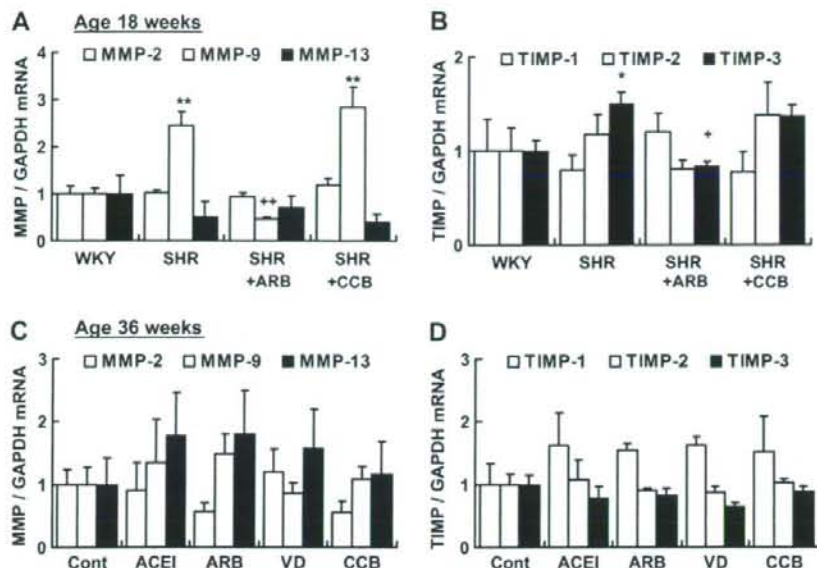 A Age 18 weeks
MMP-2 MMP-9 MMP-13
MMP / GAPDH mRNA
4
3
2
1
0
** ++ **
WKY SHR SHR SHR
+ARB +CCB
B
TIMP-1 TIMP-2 TIMP-3
TIMP / GAPDH mRNA
2
1
0
* +
WKY SHR SHR SHR
+ARB +CCB
C Age 36 weeks
MMP-2 MMP-9 MMP-13
MMP / GAPDH mRNA
3
2
1
0
Cont ACEI ARB VD CCB
D
TIMP-1 TIMP-2 TIMP-3
TIMP / GAPDH mRNA
3
2
1
0
Cont ACEI ARB VD CCB